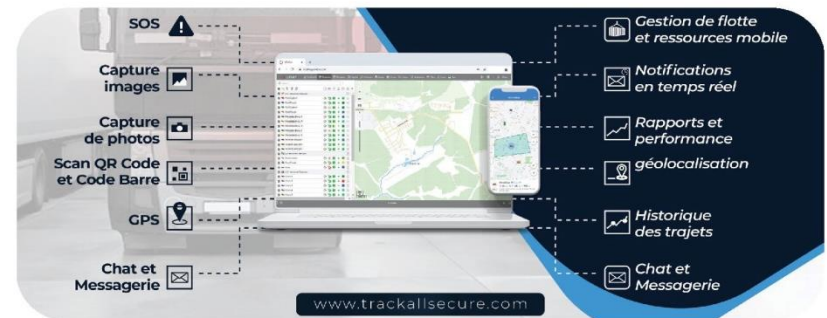 SOS
Capture
images
Capture
de photos
Scan QR Code
et Code Barre
GPS
Chat et
Messagerie
Gestion de flotte
et ressources mobile
Notifications
en temps réel
Rapports et
performance
géolocalisation
Historique
des trajets
Chat et
Messagerie
www.trackallsecure.com